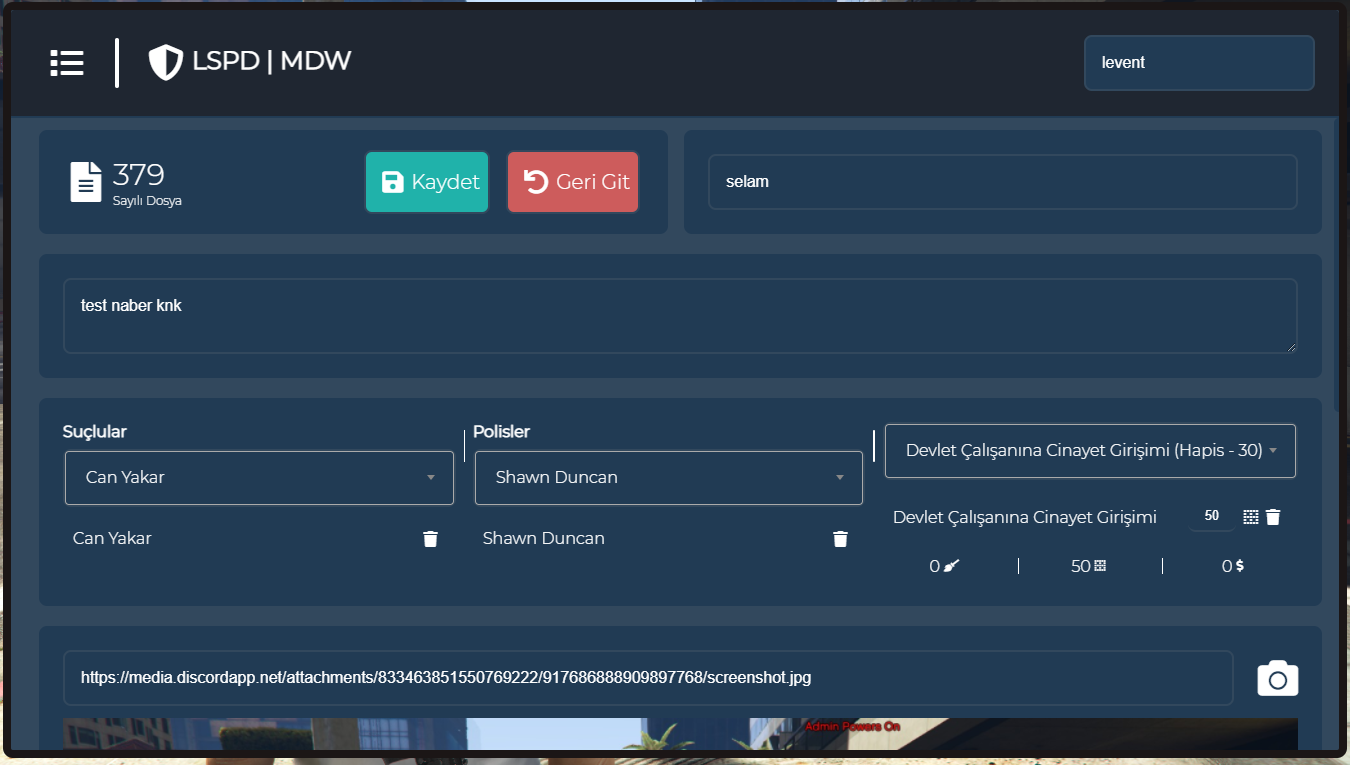 LSPD | MDW
levent
379
Sayılı Dosya
Kaydet
Geri Git
selam
test naber knk
Suçlular
Polisler
Can Yakar
Shawn Duncan
Devlet Çalışanına Cinayet Girişimi (Hapis - 30)
Can Yakar
Shawn Duncan
Devlet Çalışanına Cinayet Girişimi
50
0
50
0 $
https://media.discordapp.net/attachments/833463851550769222/917686888909897768/screenshot.jpg
Admin Powers On